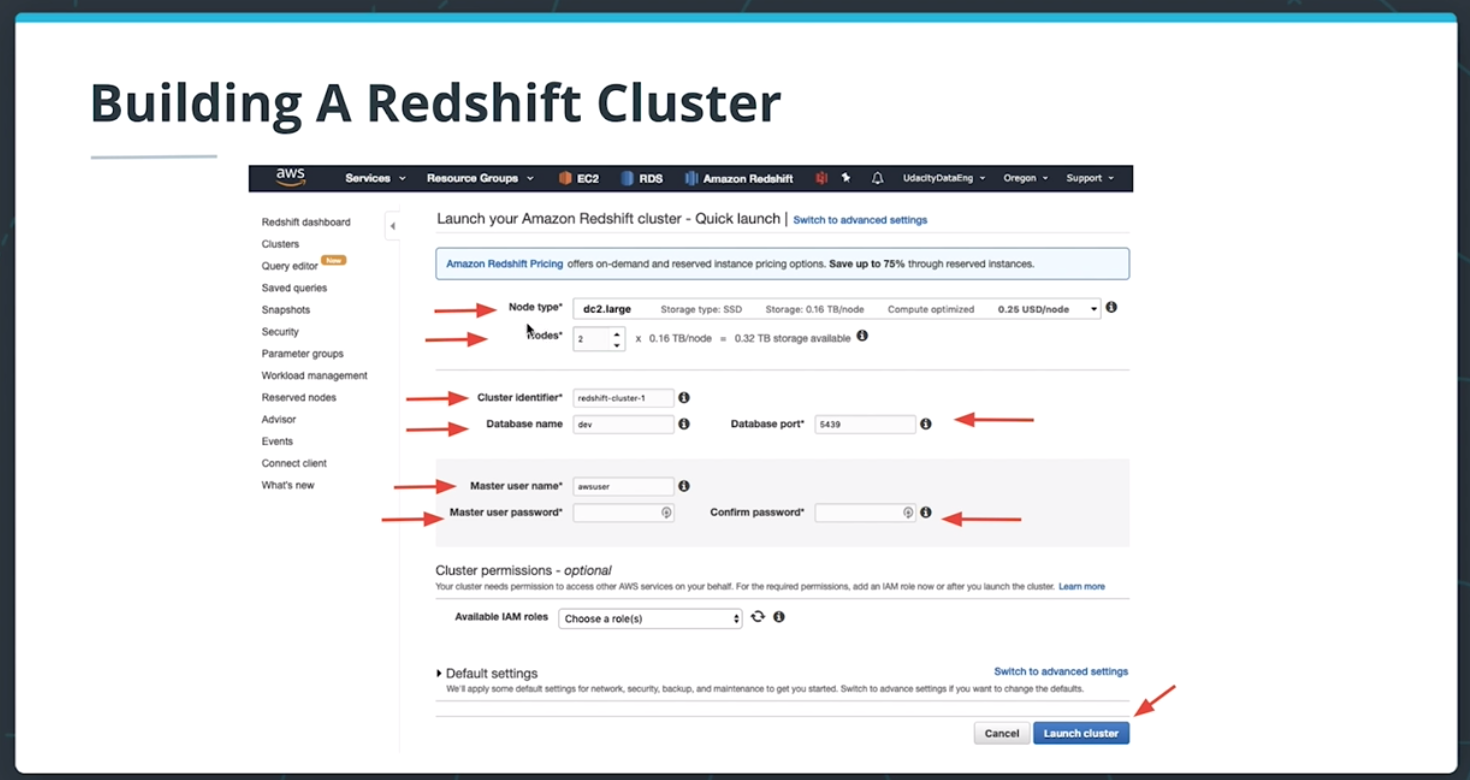 Building A Redshift Cluster
aws Services Resource Groups EC2 RDS Amazon Redshift UdacityDataEng Oregon Support
Redshift dashboard
Clusters
Query editor New
Saved queries
Snapshots
Security
Parameter groups
Workload management
Reserved nodes
Advisor
Events
Connect client
What's new
Launch your Amazon Redshift cluster - Quick launch | Switch to advanced settings
Amazon Redshift Pricing offers on-demand and reserved instance pricing options. Save up to 75% through reserved instances.
Node type* dc2.large Storage type: SSD Storage: 0.16 TB/node Compute optimized 0.25 USD/node
Nodes* 2 x 0.16 TB/node = 0.32 TB storage available
Cluster identifier* redshift-cluster-1
Database name dev Database port* 5439
Master user name* awsuser
Master user password* Confirm password*
Cluster permissions - optional
Your cluster needs permission to access other AWS services on your behalf. For the required permissions, add an IAM role now or after you launch the cluster. Learn more
Available IAM roles Choose a role(s)
Default settings Switch to advanced settings
We'll apply some default settings for network, security, backup, and maintenance to get you started. Switch to advance settings if you want to change the defaults.
Cancel Launch cluster